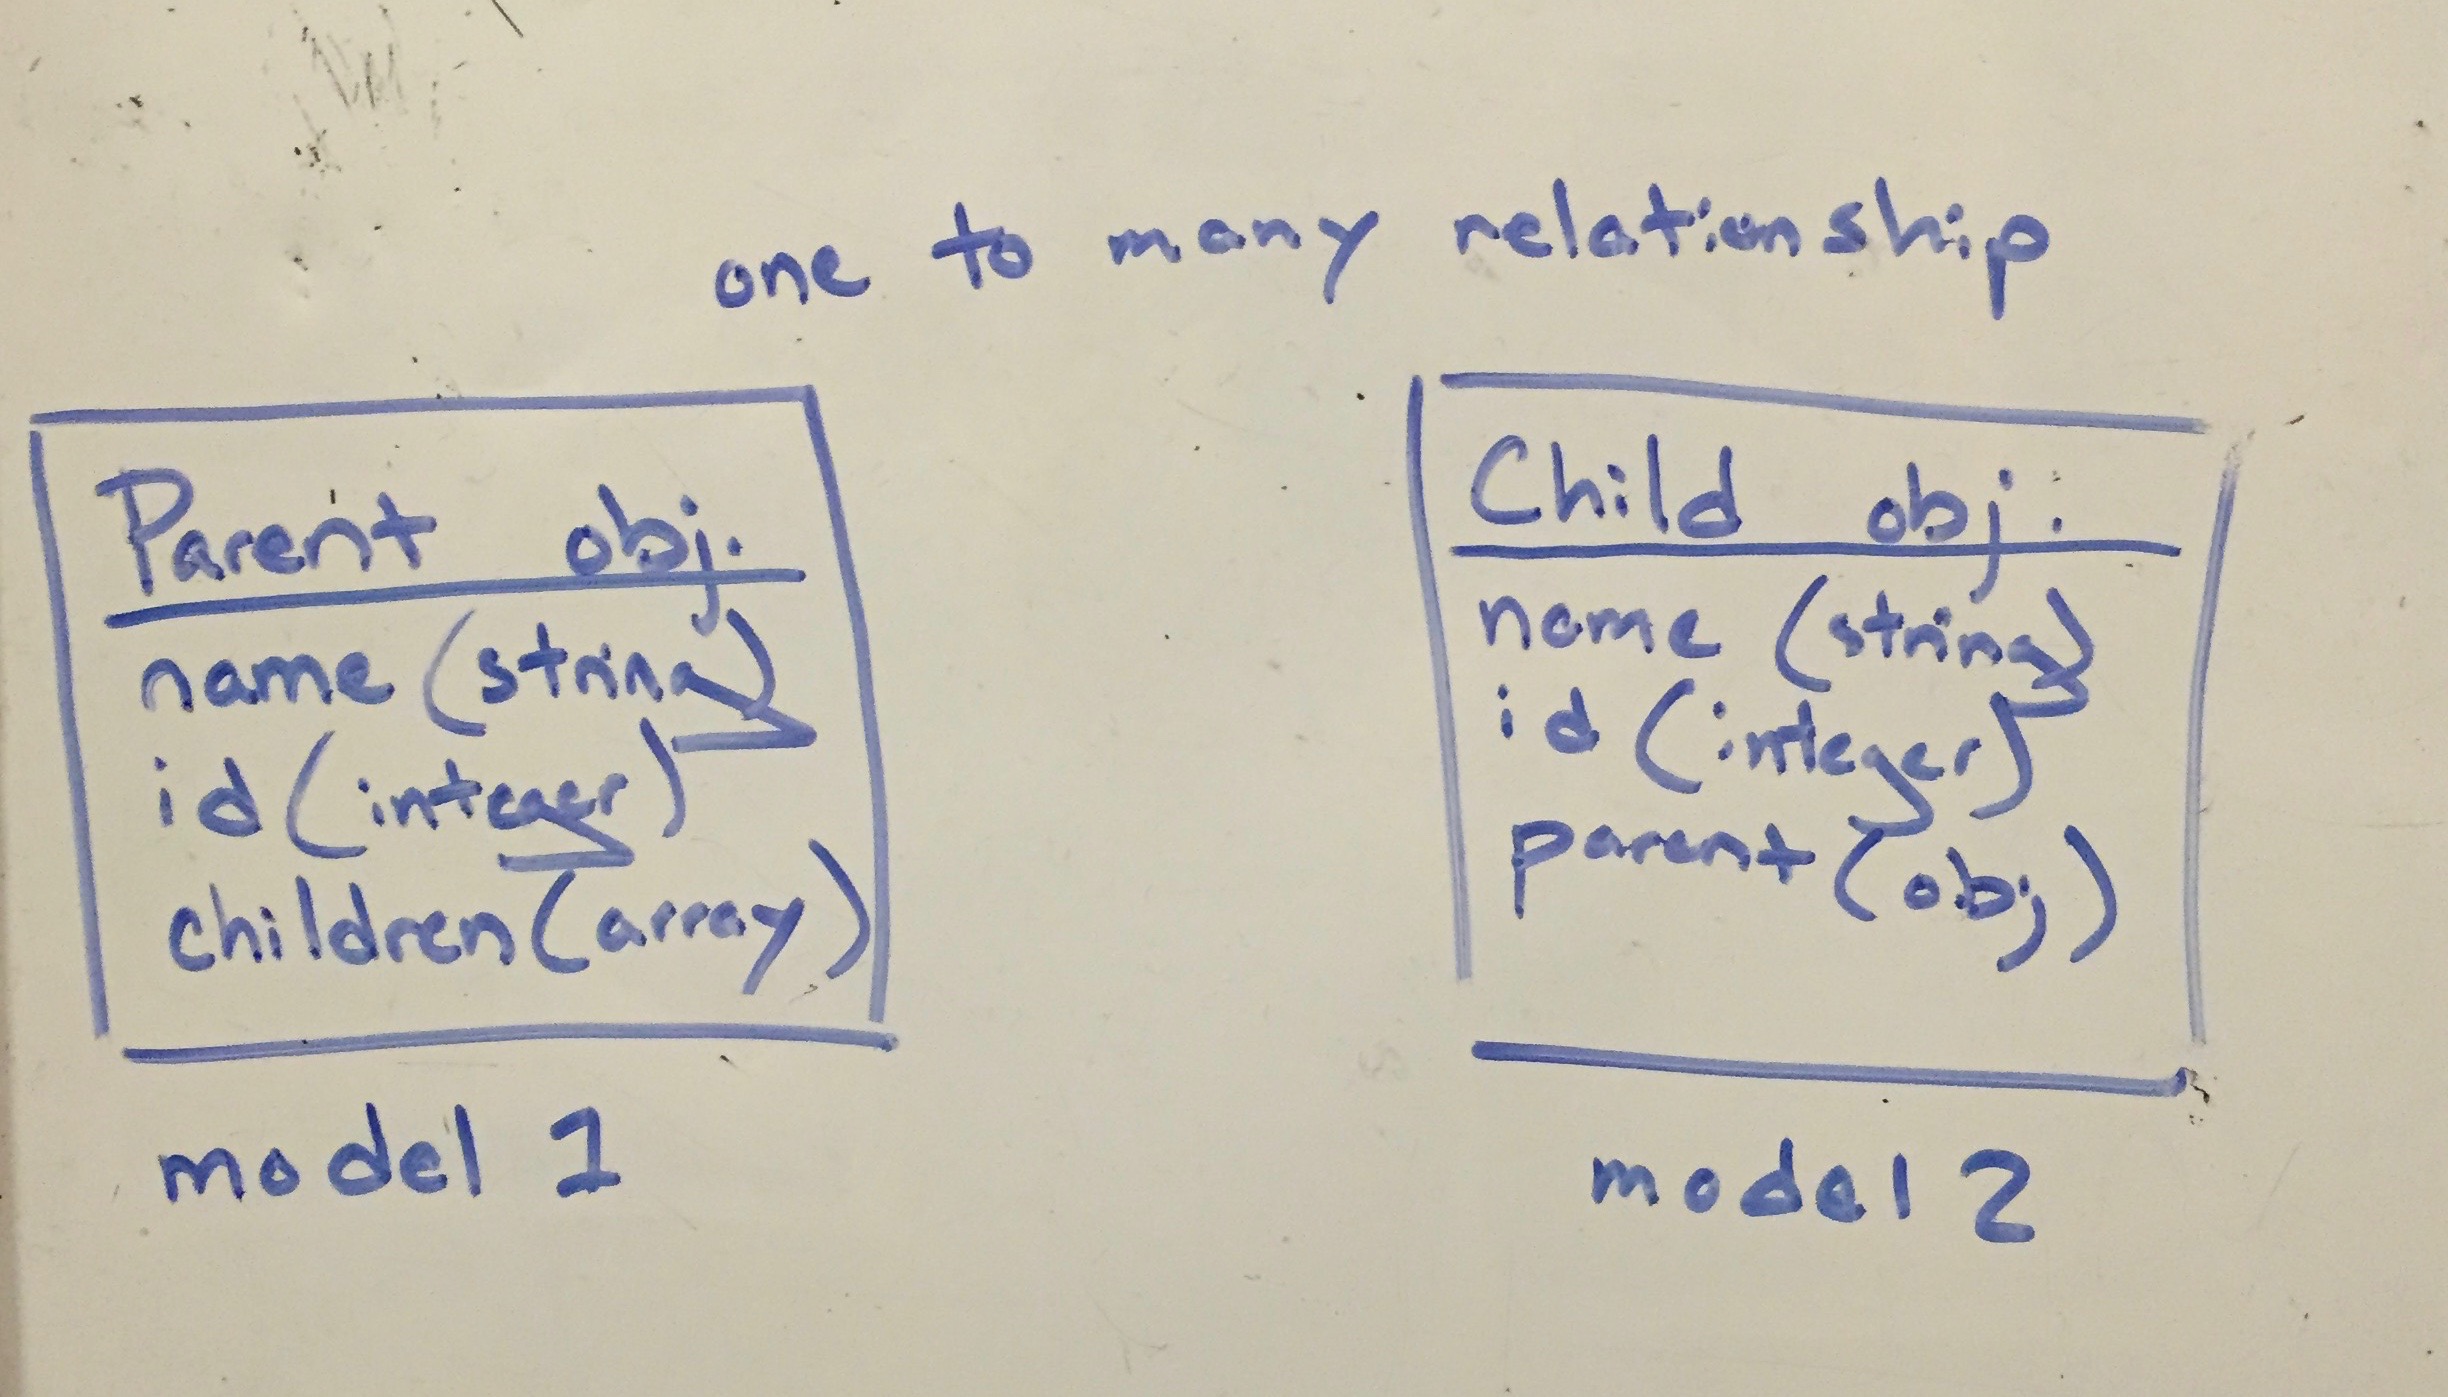 one to many relationship
Parent obj.
name (string)
id (integer)
children (array)
model 1
Child obj.
name (string)
id (integer)
parent (obj)
model 2